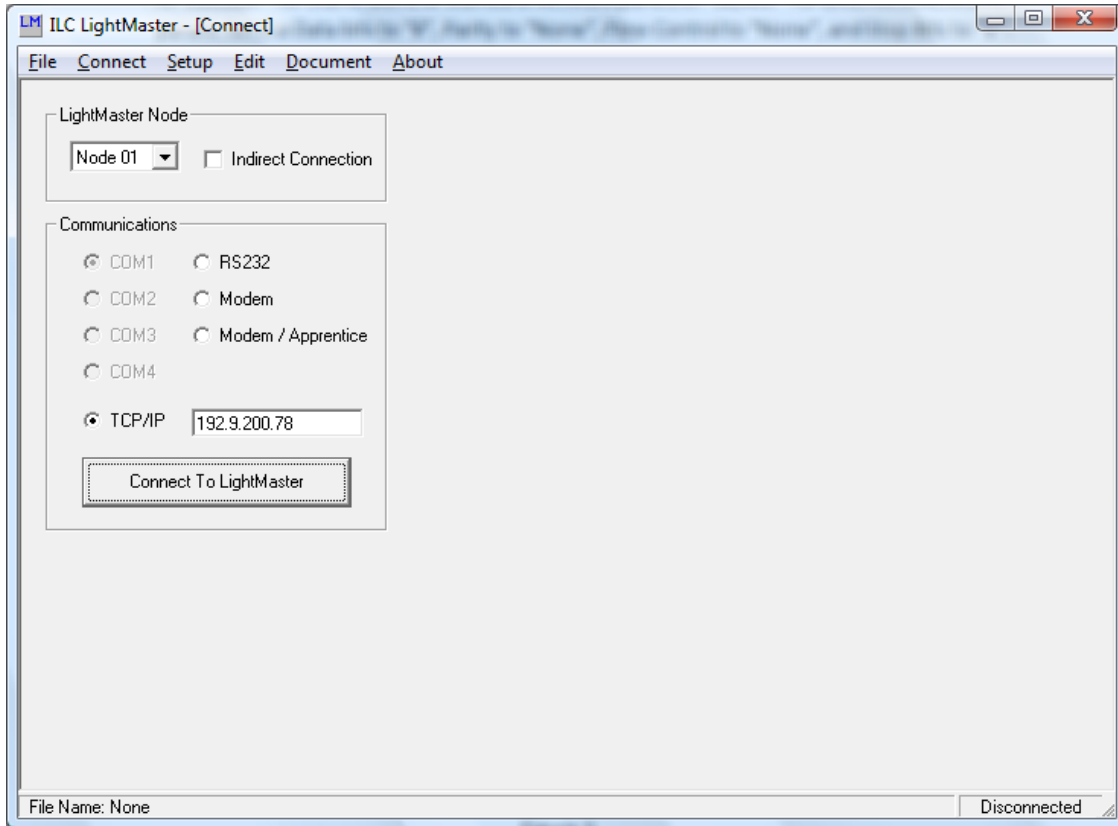 LM ILC LightMaster - [Connect]
File Connect Setup Edit Document About
LightMaster Node
Node 01 Indirect Connection
Communications
COM1 RS232
COM2 Modem
COM3 Modem / Apprentice
COM4
TCP/IP 192.9.200.78
Connect To LightMaster
File Name: None Disconnected